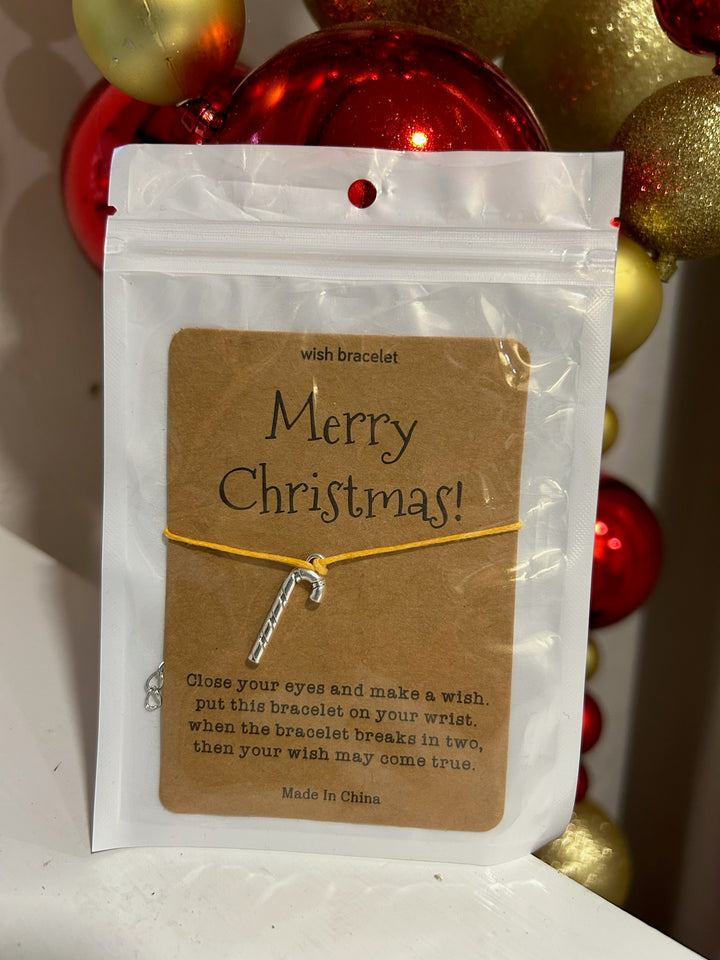 wish bracelet
Merry
Christmas!
Close your eyes and make a wish.
put this bracelet on your wrist.
when the bracelet breaks in two,
then your wish may come true.
Made In China